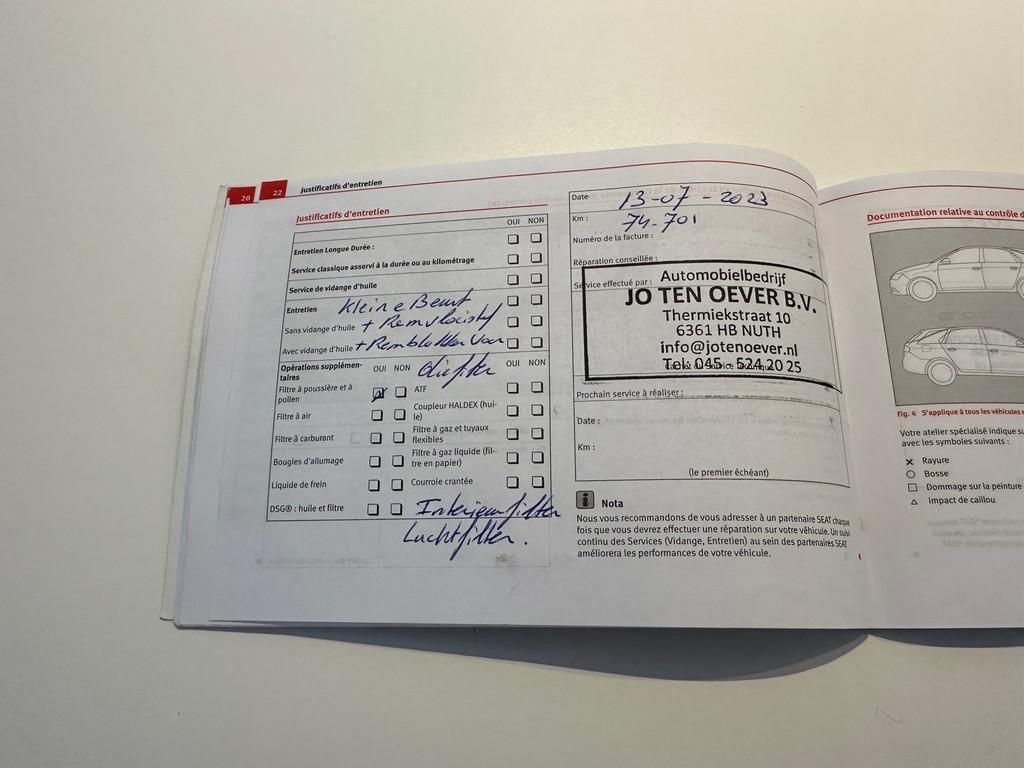 20
22 Justificatifs d'entretien
Justificatifs d'entretien
OUI NON
Entretien Longue Durée :
Service classique asservi à la durée ou au kilométrage
Service de vidange d'huile
Entretien Kleine Beurt
Sans vidange d'huile + Remvloeistof
Avec vidange d'huile + Remblokken voor
Opérations supplémen-
taires
OUI NON
Oliefilter
OUI NON
Filtre à poussière et à
pollen
ATF
Filtre à air
Coupleur HALDEX (hui-
le)
Filtre à carburant
Filtre à gaz et tuyaux
flexibles
Bougies d'allumage
Filtre à gaz liquide (fil-
tre en papier)
Liquide de frein
Courroie crantée
DSG® : huile et filtre
Interieurfilter
Luchtfilter.
Date 13-07-2023
Km : 74.701
Numéro de la facture :
Réparation conseillée :
Service effectué par :
Automobielbedrijf
JO TEN OEVER B.V.
Thermiekstraat 10
6361 HB NUTH
info@jotenoever.nl
Tel: 045 - 524 20 25
Prochain service à réaliser :
Date :
Km :
(le premier échéant)
i Nota
Nous vous recommandons de vous adresser à un partenaire SEAT chaque
fois que vous devrez effectuer une réparation sur votre véhicule. Un suivi
continu des Services (Vidange, Entretien) au sein des partenaires SEAT
améliorera les performances de votre véhicule.
Documentation relative au contrôle
Fig. 4 S'applique à tous les véhicules
Votre atelier spécialisé indique
avec les symboles suivants :
× Rayure
○ Bosse
□ Dommage sur la peinture
△ Impact de caillou